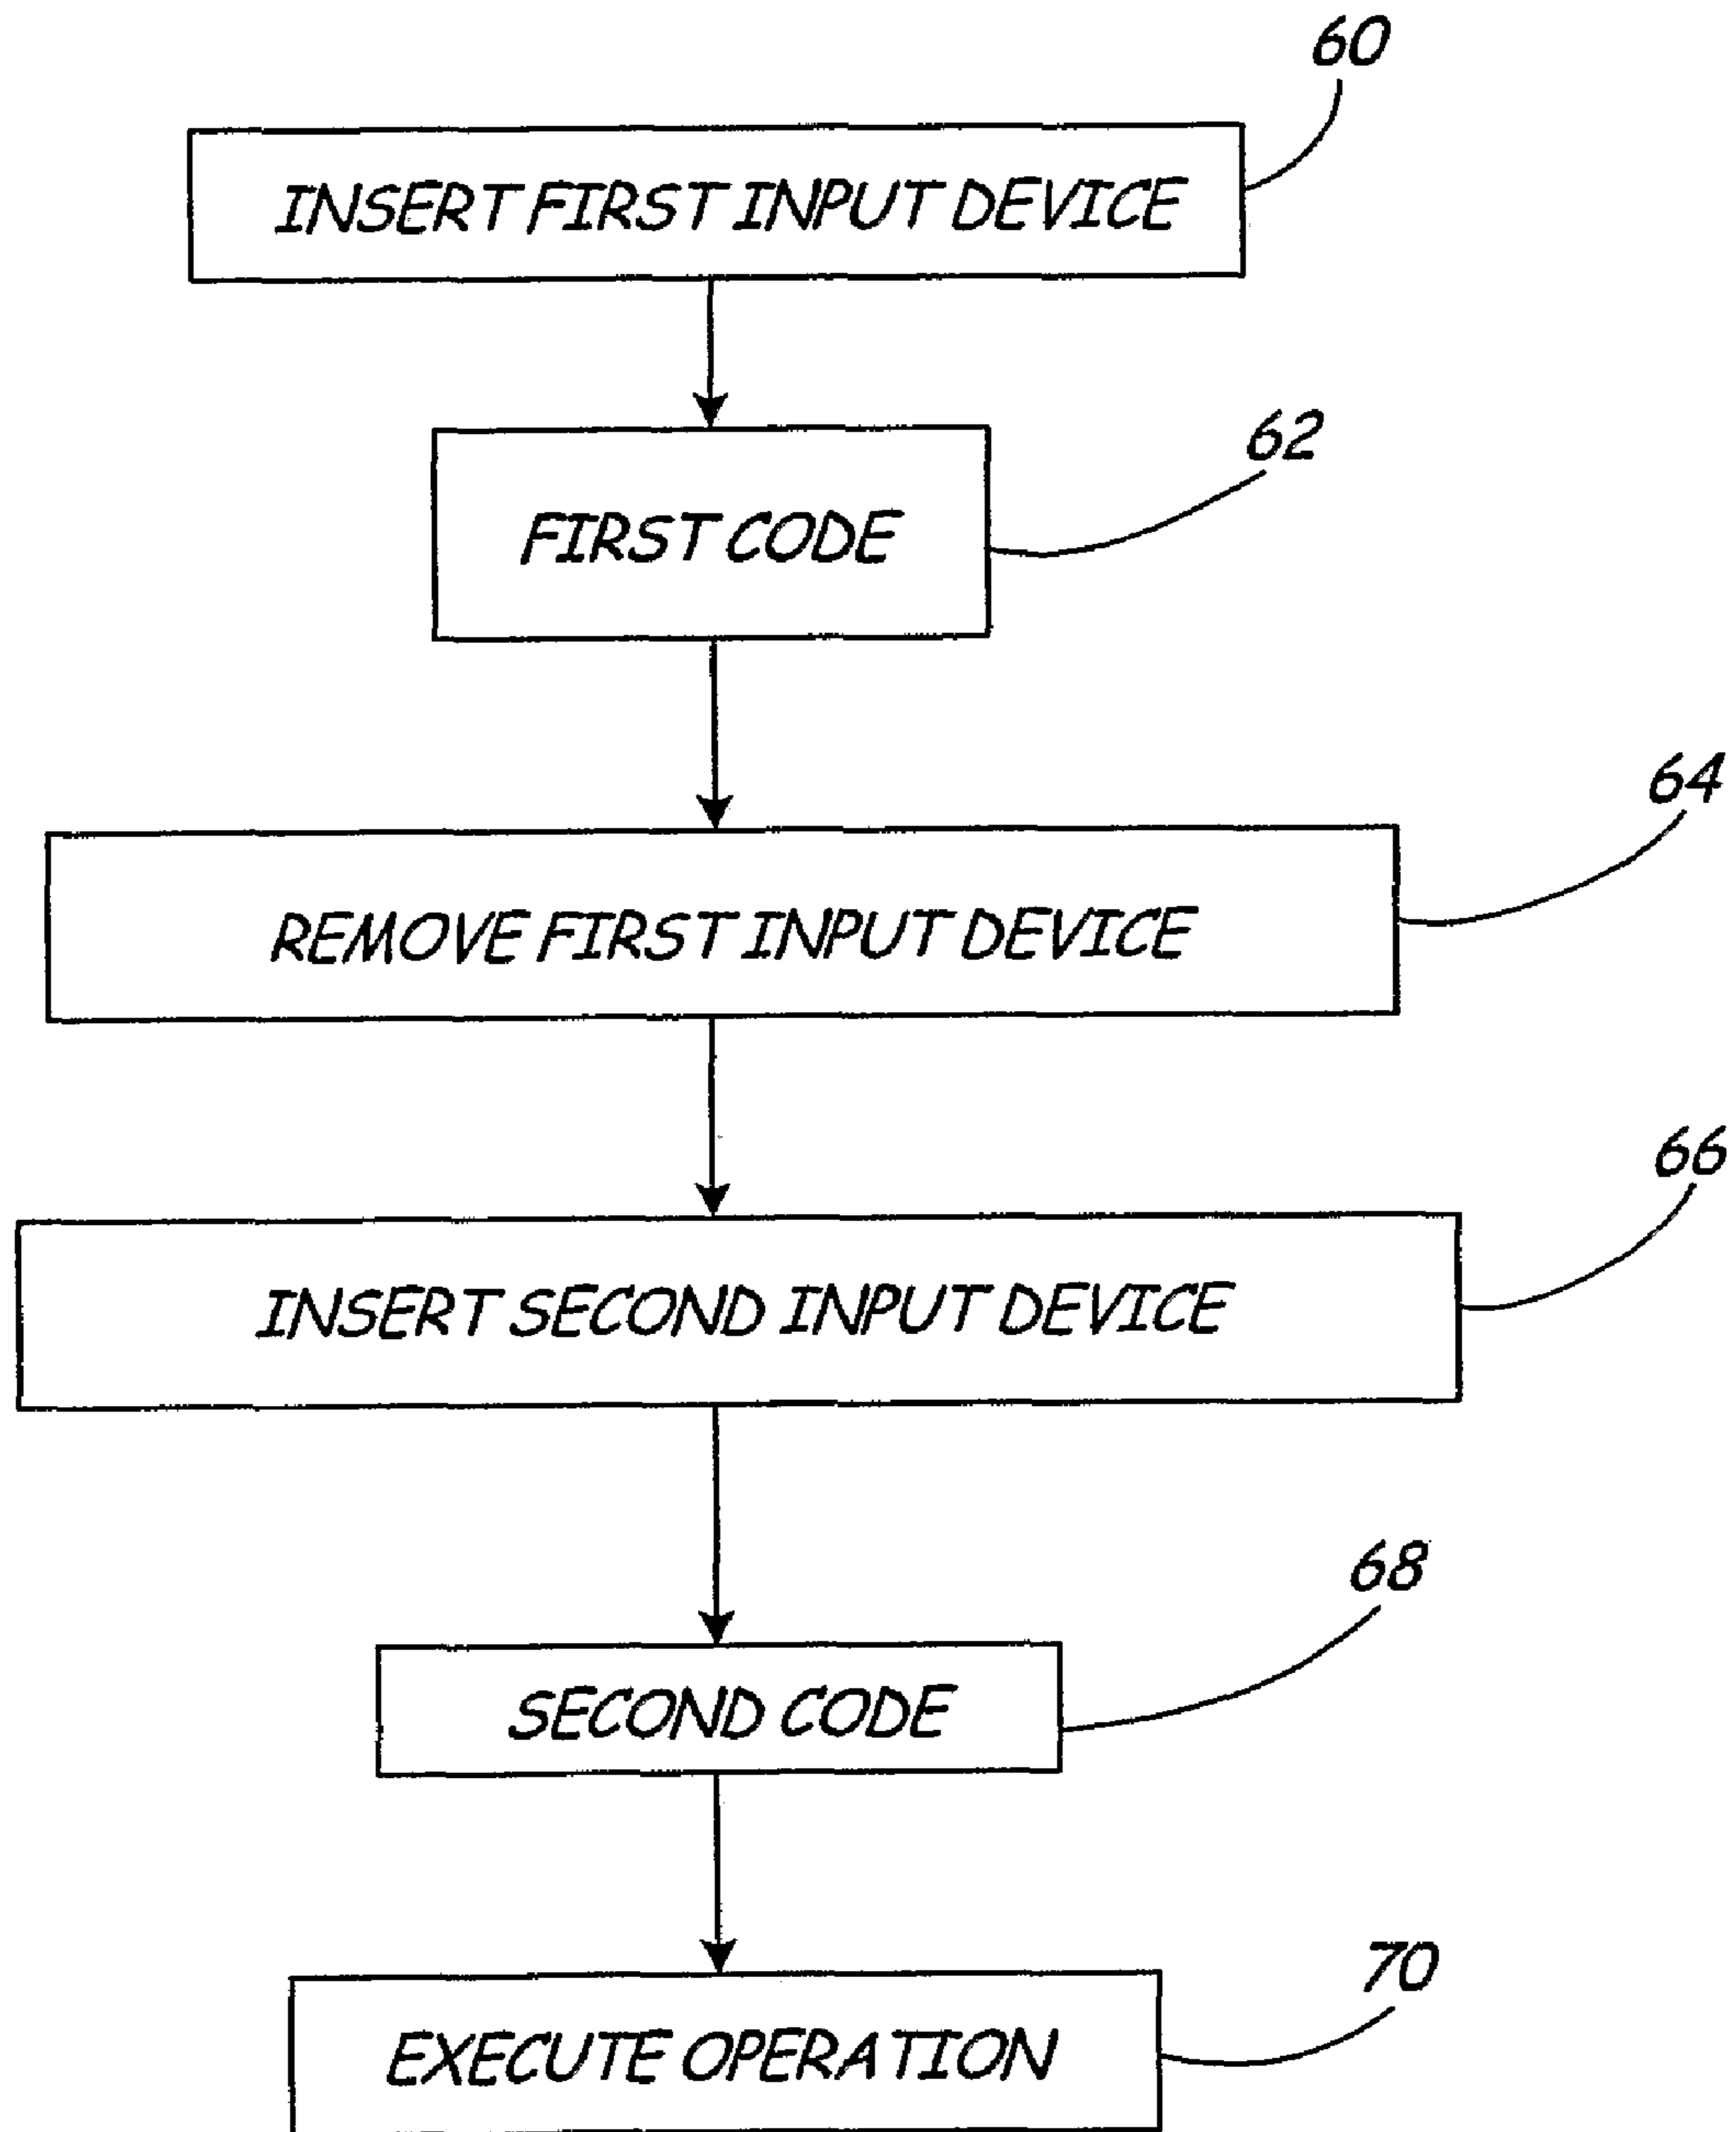 60
INSERT FIRST INPUT DEVICE
62
FIRST CODE
64
REMOVE FIRST INPUT DEVICE
66
INSERT SECOND INPUT DEVICE
68
SECOND CODE
70
EXECUTE OPERATION